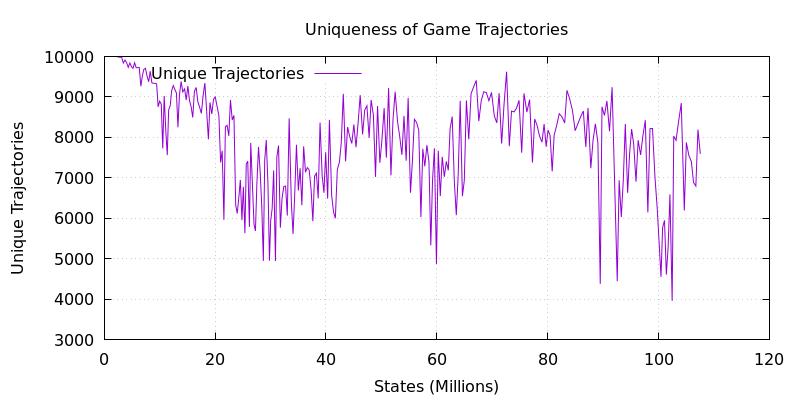 Uniqueness of Game Trajectories
Unique Trajectories
10000
9000
8000
7000
6000
5000
4000
3000
Unique Trajectories
0 20 40 60 80 100 120
States (Millions)